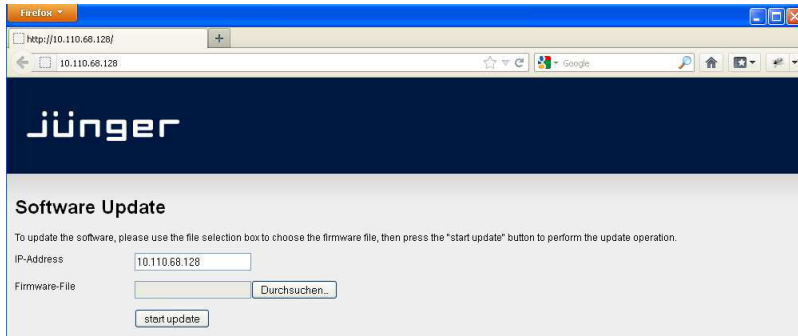 Firefox
http://10.110.68.128/
10.110.68.128
Google
jünger
Software Update
To update the software, please use the file selection box to choose the firmware file, then press the "start update" button to perform the update operation.
IP-Address
10.110.68.128
Firmware-File
Durchsuchen...
start update